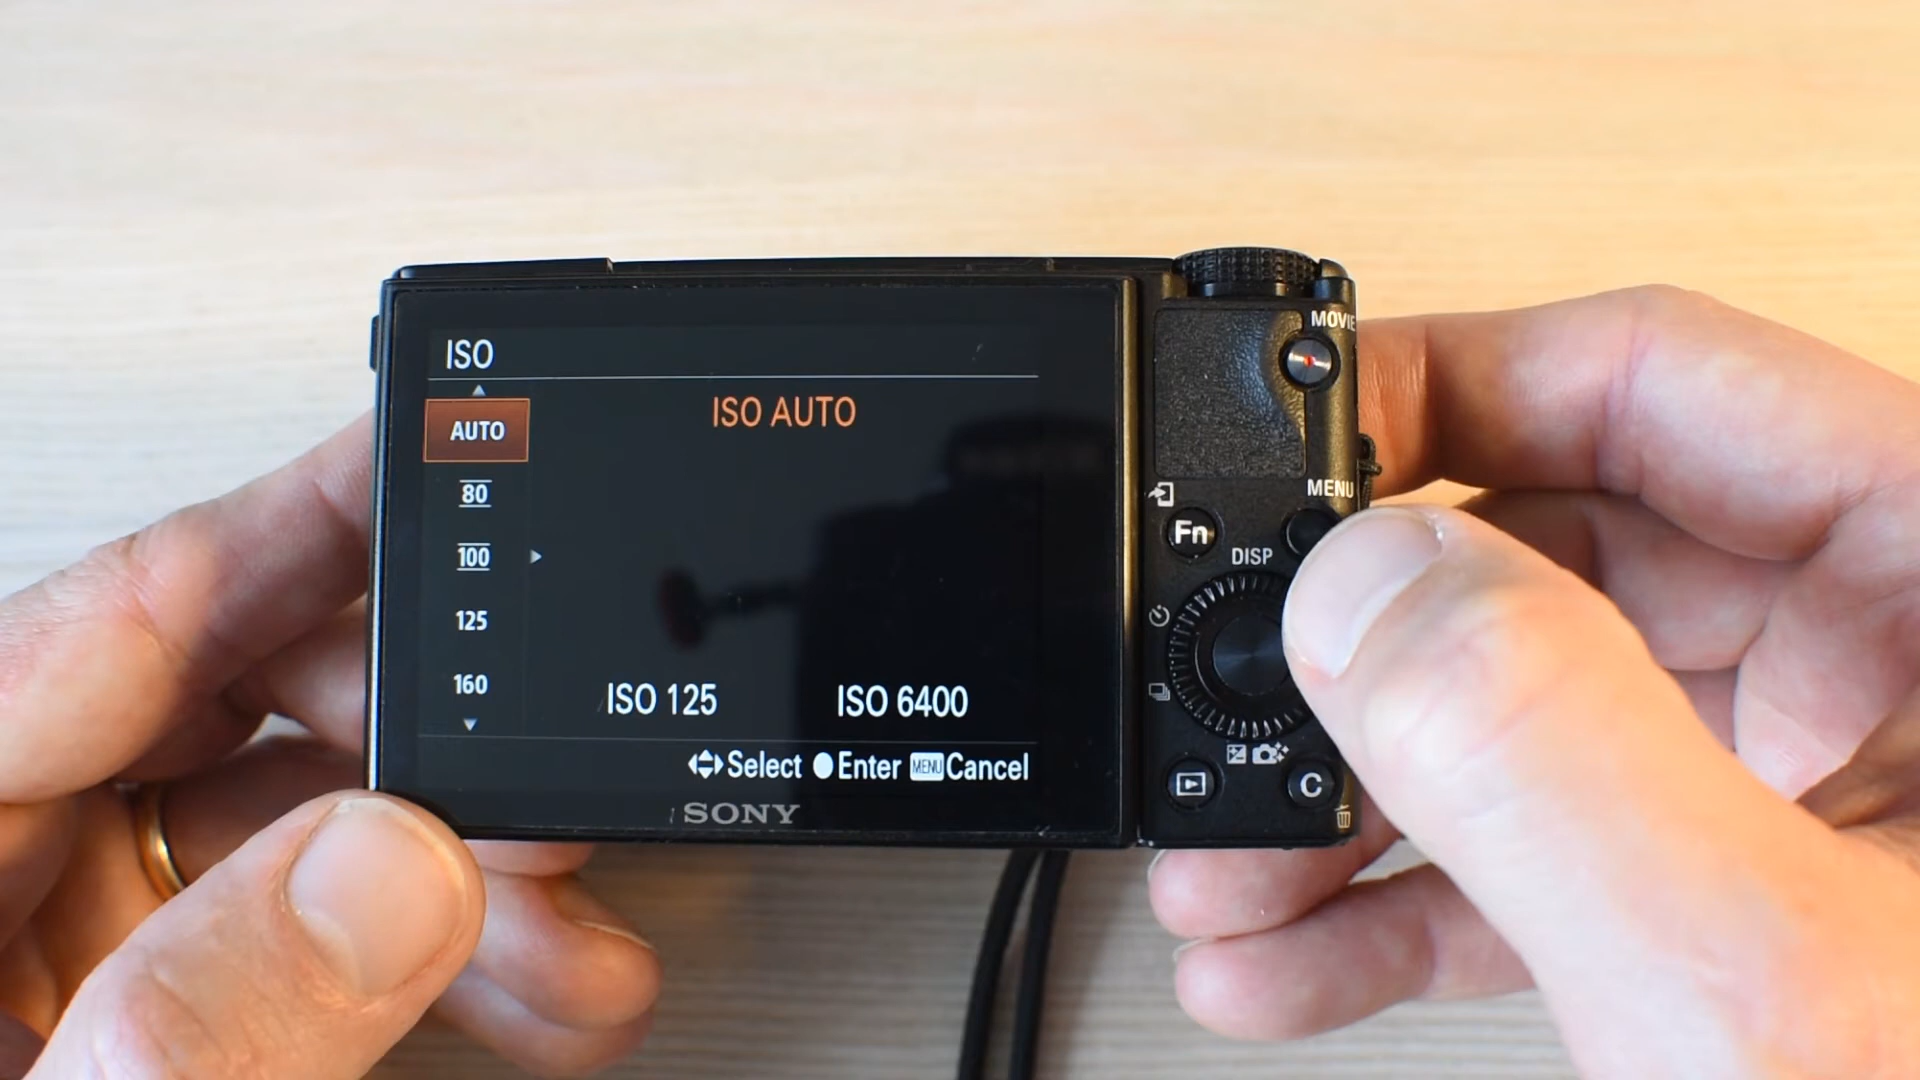 ISO
AUTO
ISO AUTO
80
100
125
160
ISO 125
ISO 6400
Select Enter MENU Cancel
SONY
MOVIE
MENU
Fn
DISP
C